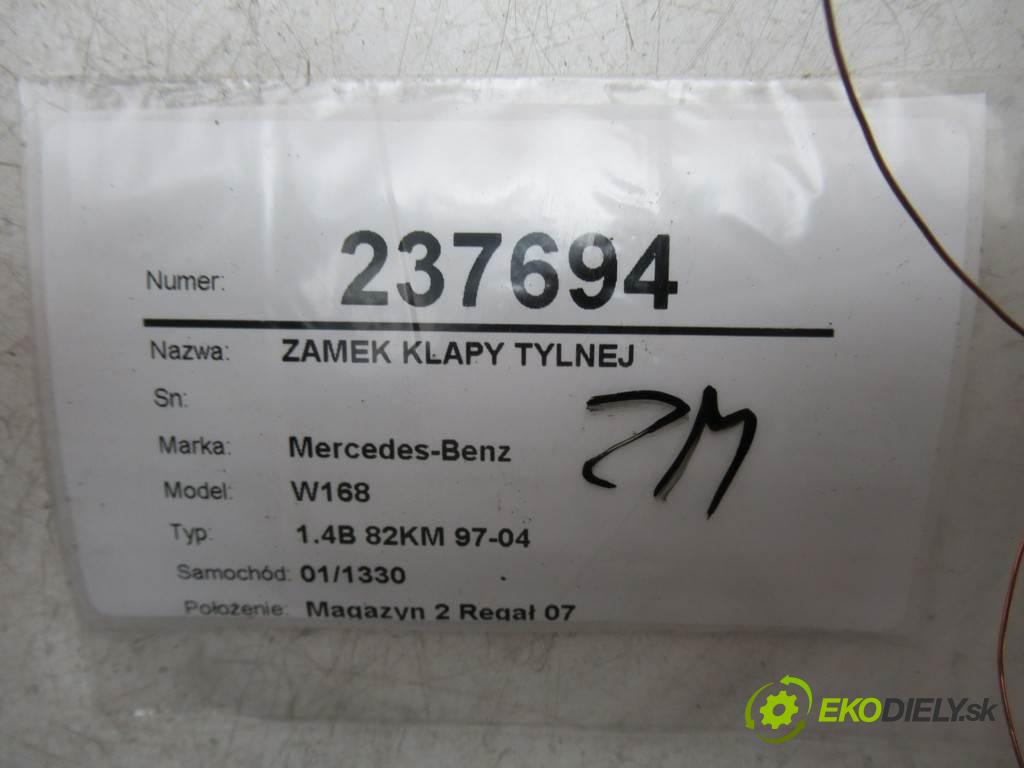 Numer: 237694
Nazwa: ZAMEK KLAPY TYLNEJ
Sn:
ZM
Marka: Mercedes-Benz
Model: W168
Typ: 1.4B 82KM 97-04
Samochód: 01/1330
Położenie: Magazyn 2 Regał 07
EKODIELY.sk